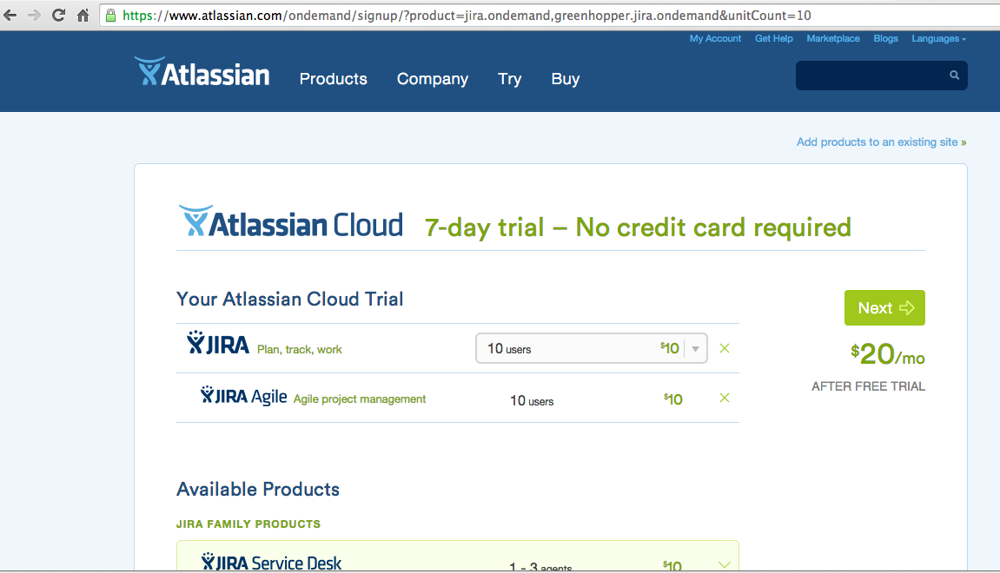 https://www.atlassian.com/ondemand/signup/?product=jira.ondemand,greenhopper.jira.ondemand&unitCount=10
My Account Get Help Marketplace Blogs Languages
Atlassian Products Company Try Buy
Add products to an existing site »
Atlassian Cloud 7-day trial – No credit card required
Your Atlassian Cloud Trial
Next
JIRA Plan, track, work 10 users $10
$20/mo
AFTER FREE TRIAL
JIRA Agile Agile project management 10 users $10
Available Products
JIRA FAMILY PRODUCTS
JIRA Service Desk 1 - 3 agents $10